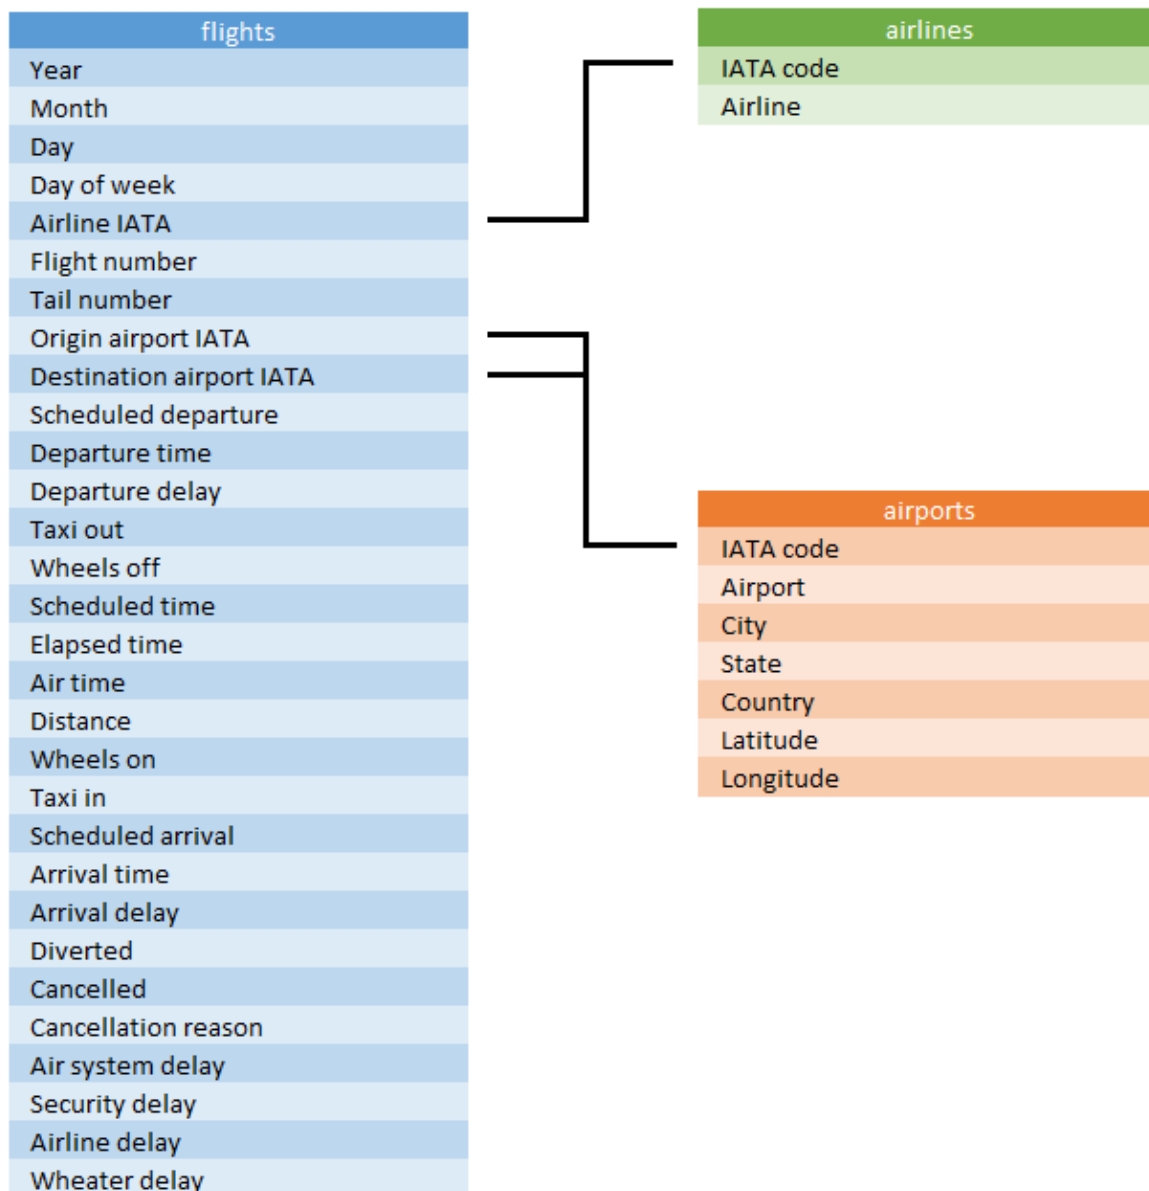 flights
Year
Month
Day
Day of week
Airline IATA
Flight number
Tail number
Origin airport IATA
Destination airport IATA
Scheduled departure
Departure time
Departure delay
Taxi out
Wheels off
Scheduled time
Elapsed time
Air time
Distance
Wheels on
Taxi in
Scheduled arrival
Arrival time
Arrival delay
Diverted
Cancelled
Cancellation reason
Air system delay
Security delay
Airline delay
Wheater delay
airlines
IATA code
Airline
airports
IATA code
Airport
City
State
Country
Latitude
Longitude